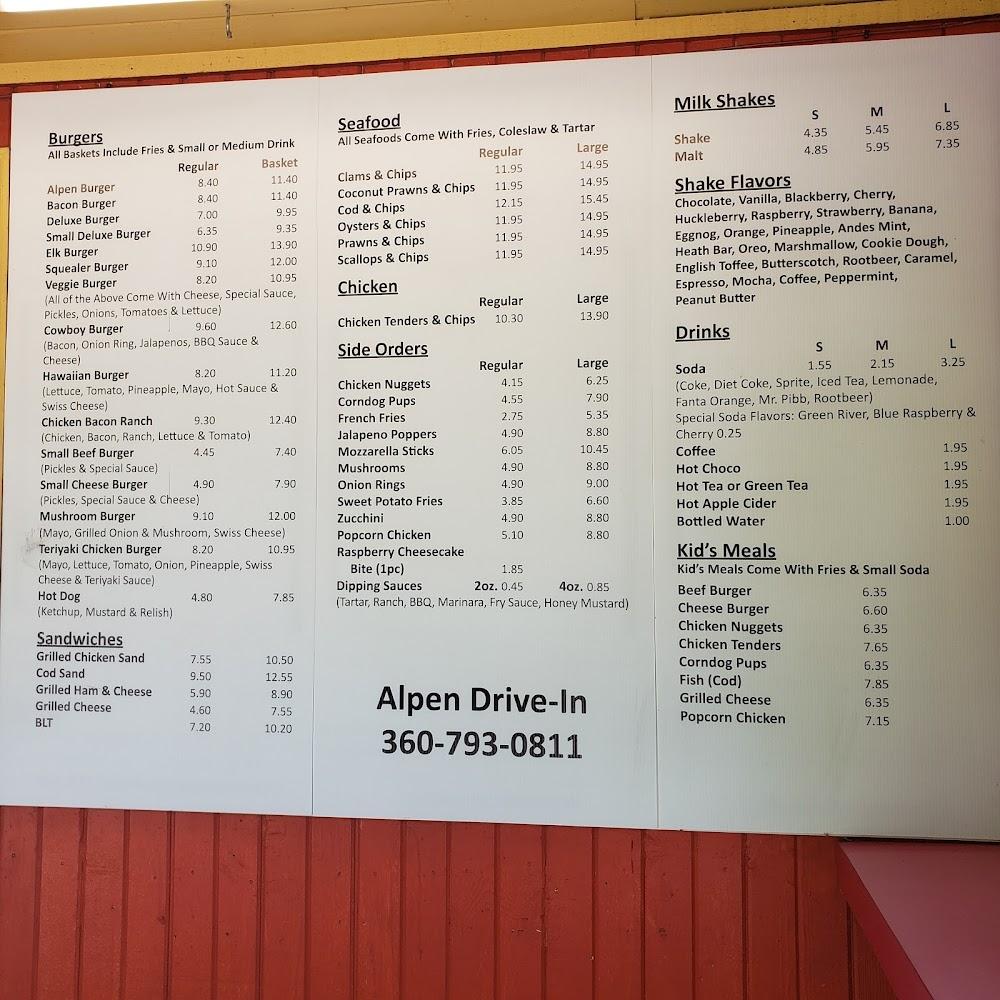 Burgers
All Baskets Include Fries & Small or Medium Drink
Regular Basket
Alpen Burger 8.40 11.40
Bacon Burger 8.40 11.40
Deluxe Burger 7.00 9.95
Small Deluxe Burger 6.35 9.35
Elk Burger 10.90 13.90
Squealer Burger 9.10 12.00
Veggie Burger 8.20 10.95
(All of the Above Come With Cheese, Special Sauce,
Pickles, Onions, Tomatoes & Lettuce)
Cowboy Burger 9.60 12.60
(Bacon, Onion Ring, Jalapenos, BBQ Sauce &
Cheese)
Hawaiian Burger 8.20 11.20
(Lettuce, Tomato, Pineapple, Mayo, Hot Sauce &
Swiss Cheese)
Chicken Bacon Ranch 9.30 12.40
(Chicken, Bacon, Ranch, Lettuce & Tomato)
Small Beef Burger 4.45 7.40
(Pickles & Special Sauce)
Small Cheese Burger 4.90 7.90
(Pickles, Special Sauce & Cheese)
Mushroom Burger 9.10 12.00
(Mayo, Grilled Onion & Mushroom, Swiss Cheese)
Teriyaki Chicken Burger 8.20 10.95
(Mayo, Lettuce, Tomato, Onion, Pineapple, Swiss
Cheese & Teriyaki Sauce)
Hot Dog 4.80 7.85
(Ketchup, Mustard & Relish)
Sandwiches
Grilled Chicken Sand 7.55 10.50
Cod Sand 9.50 12.55
Grilled Ham & Cheese 5.90 8.90
Grilled Cheese 4.60 7.55
BLT 7.20 10.20
Seafood
All Seafoods Come With Fries, Coleslaw & Tartar
Regular Large
Clams & Chips 11.95 14.95
Coconut Prawns & Chips 11.95 14.95
Cod & Chips 12.15 15.45
Oysters & Chips 11.95 14.95
Prawns & Chips 11.95 14.95
Scallops & Chips 11.95 14.95
Chicken
Regular Large
Chicken Tenders & Chips 10.30 13.90
Side Orders
Regular Large
Chicken Nuggets 4.15 6.25
Corndog Pups 4.55 7.90
French Fries 2.75 5.35
Jalapeno Poppers 4.90 8.80
Mozzarella Sticks 6.05 10.45
Mushrooms 4.90 8.80
Onion Rings 4.90 9.00
Sweet Potato Fries 3.85 6.60
Zucchini 4.90 8.80
Popcorn Chicken 5.10 8.80
Raspberry Cheesecake
Bite (1pc) 1.85
Dipping Sauces 2oz. 0.45 4oz. 0.85
(Tartar, Ranch, BBQ, Marinara, Fry Sauce, Honey Mustard)
Alpen Drive-In
360-793-0811
Milk Shakes
S M L
Shake 4.35 5.45 6.85
Malt 4.85 5.95 7.35
Shake Flavors
Chocolate, Vanilla, Blackberry, Cherry,
Huckleberry, Raspberry, Strawberry, Banana,
Eggnog, Orange, Pineapple, Andes Mint,
Heath Bar, Oreo, Marshmallow, Cookie Dough,
English Toffee, Butterscotch, Rootbeer, Caramel,
Espresso, Mocha, Coffee, Peppermint,
Peanut Butter
Drinks
S M L
Soda 1.55 2.15 3.25
(Coke, Diet Coke, Sprite, Iced Tea, Lemonade,
Fanta Orange, Mr. Pibb, Rootbeer)
Special Soda Flavors: Green River, Blue Raspberry &
Cherry 0.25
Coffee 1.95
Hot Choco 1.95
Hot Tea or Green Tea 1.95
Hot Apple Cider 1.95
Bottled Water 1.00
Kid's Meals
Kid's Meals Come With Fries & Small Soda
Beef Burger 6.35
Cheese Burger 6.60
Chicken Nuggets 6.35
Chicken Tenders 7.65
Corndog Pups 6.35
Fish (Cod) 7.85
Grilled Cheese 6.35
Popcorn Chicken 7.15